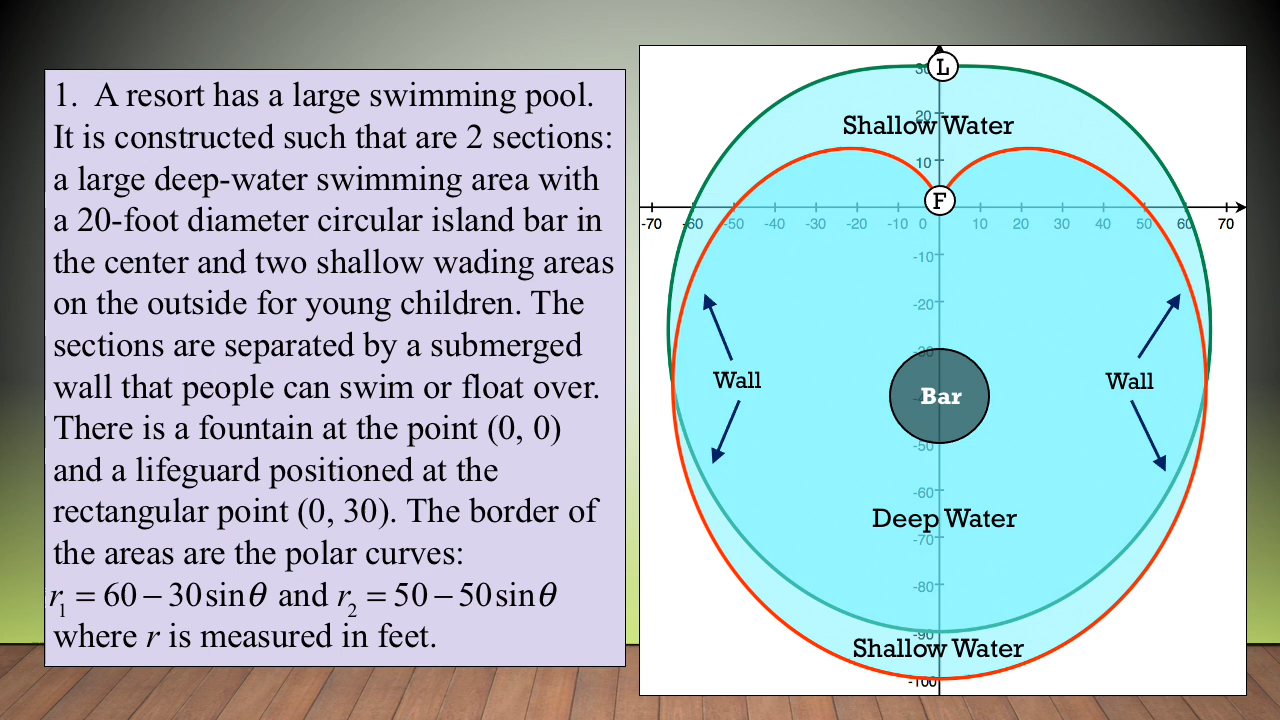 1. A resort has a large swimming pool.
It is constructed such that are 2 sections:
a large deep-water swimming area with
a 20-foot diameter circular island bar in
the center and two shallow wading areas
on the outside for young children. The
sections are separated by a submerged
wall that people can swim or float over.
There is a fountain at the point (0, 0)
and a lifeguard positioned at the
rectangular point (0, 30). The border of
the areas are the polar curves:
r₁ = 60 − 30 sin θ and r₂ = 50 − 50 sin θ
where r is measured in feet.
30
L
20
Shallow Water
10
F
-70 -60 -50 -40 -30 -20 -10 0 10 20 30 40 50 60 70
-10
-20
-30
Wall
Wall
Bar
-40
-50
-60
Deep Water
-70
-80
-90
Shallow Water
-100